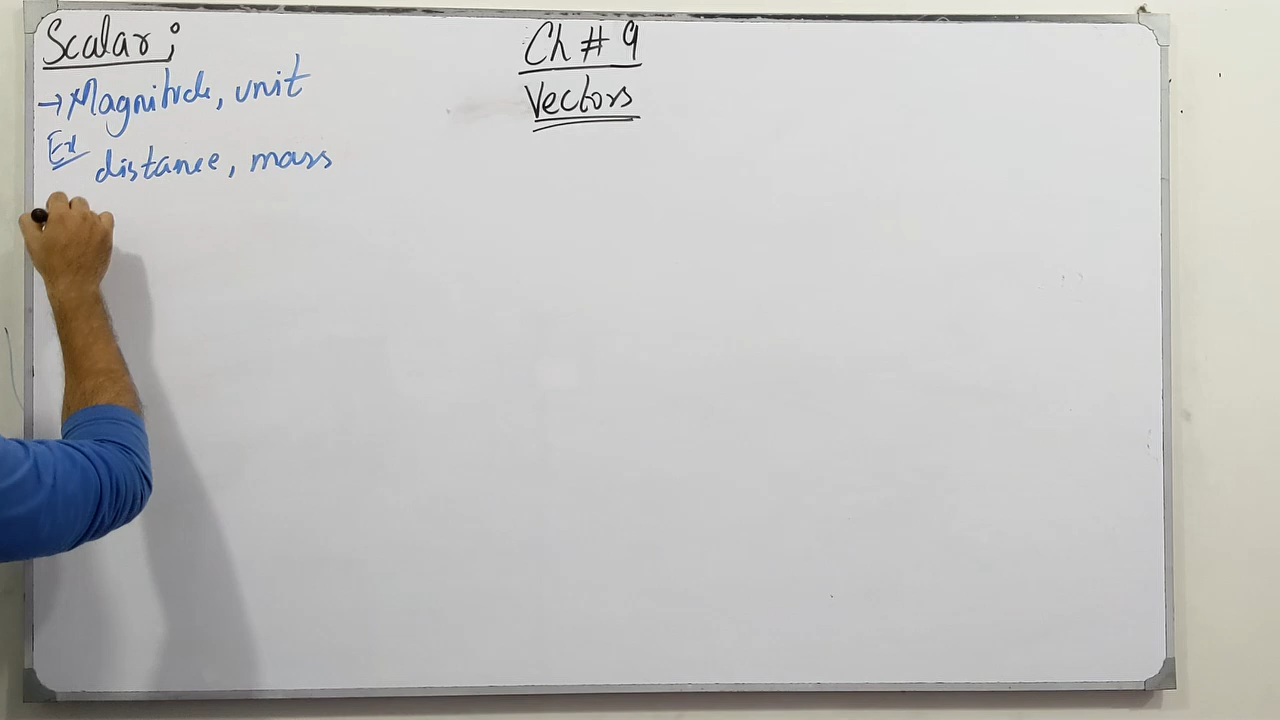 Ch # 9
Vectors
Scalar ;
→ Magnitude, unit
Ex distance, mass